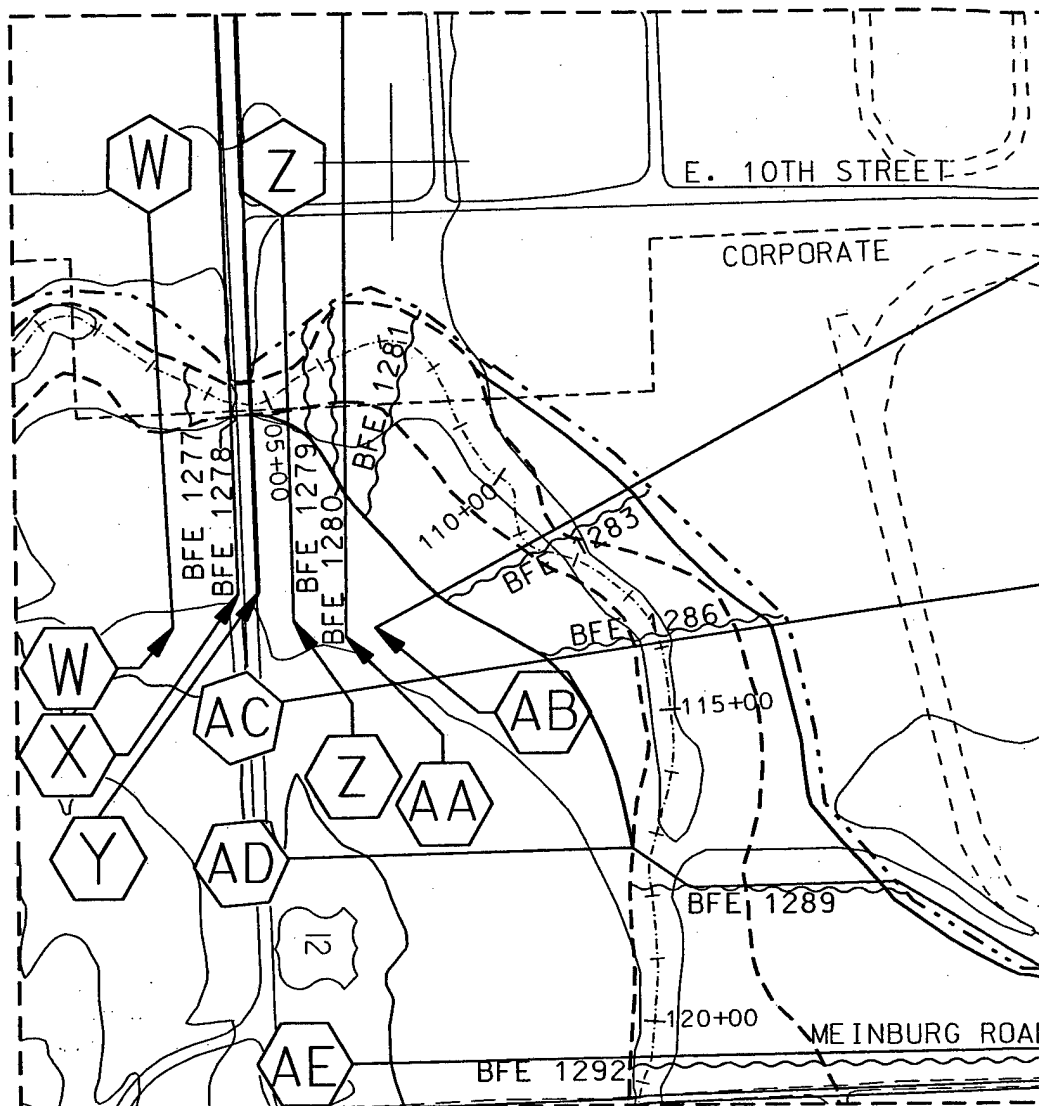 W
Z
E. 10TH STREET
CORPORATE
BFE 1277
BFE 1278
05+00
BFE 1279
BFE 1280
BFE 1281
110+00
BFE 1283
BFE 1286
W
X
Y
AC
Z
AA
AB
115+00
AD
BFE 1289
12
120+00
MEINBURG ROAD
AE
BFE 1292